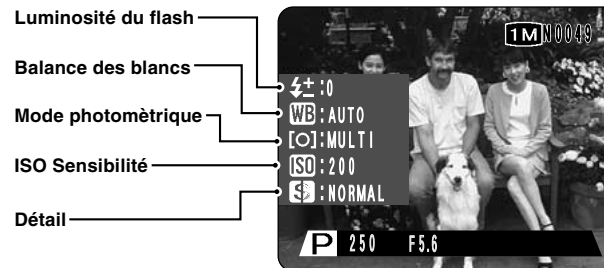 Luminosité du flash
1M N0049
Balance des blancs
±:0
WB:AUTO
Mode photomètrique
[O]:MULTI
ISO Sensibilité
ISO:200
S:NORMAL
Détail
P 250 F5.6